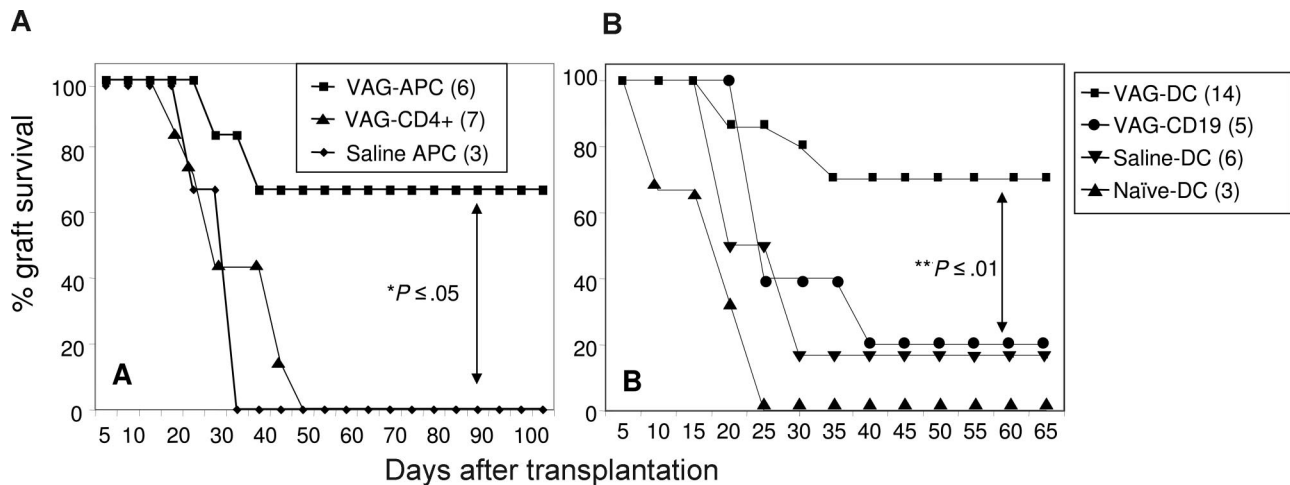 A
100
80
60
40
20
0
% graft survival
VAG-APC (6)
VAG-CD4+ (7)
Saline APC (3)
*P ≤ .05
A
5 10 20 30 40 50 60 70 80 90 100
B
100
80
60
40
20
0
VAG-DC (14)
VAG-CD19 (5)
Saline-DC (6)
Naïve-DC (3)
**P ≤ .01
B
5 10 15 20 25 30 35 40 45 50 55 60 65
Days after transplantation